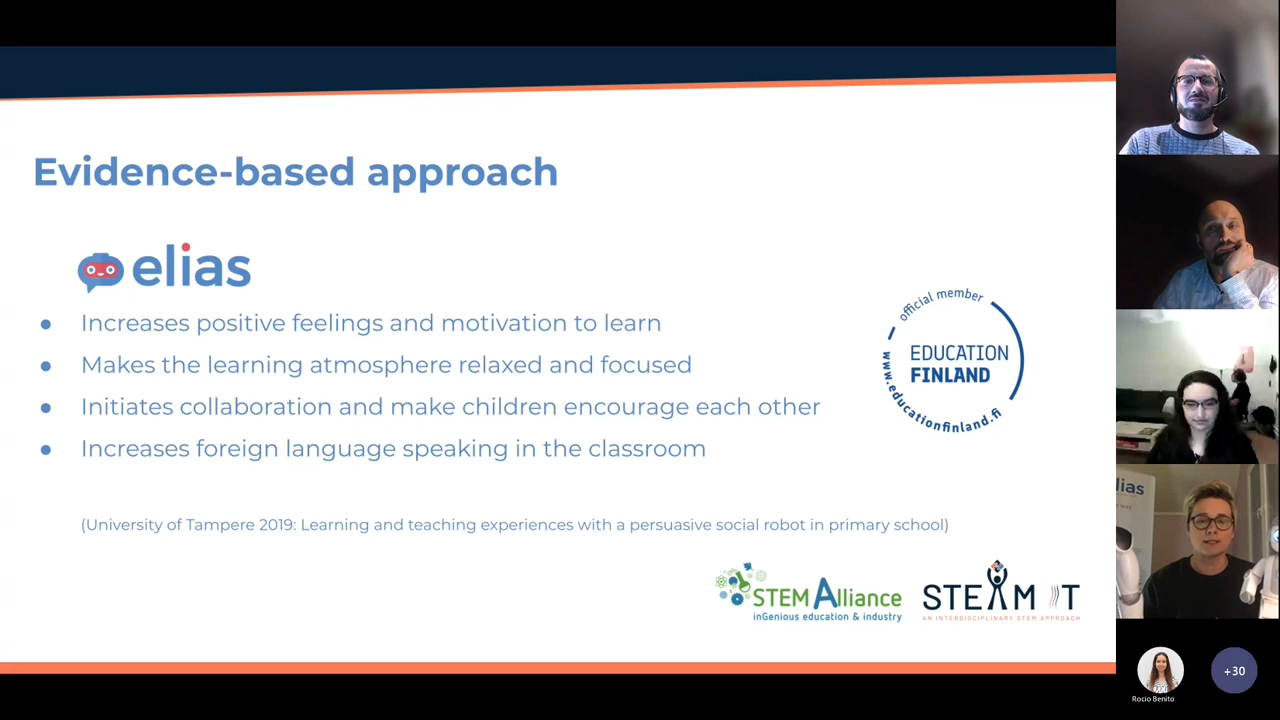 Evidence-based approach
elias
● Increases positive feelings and motivation to learn
● Makes the learning atmosphere relaxed and focused
● Initiates collaboration and make children encourage each other
● Increases foreign language speaking in the classroom
(University of Tampere 2019: Learning and teaching experiences with a persuasive social robot in primary school)
official member
EDUCATION
FINLAND
www.educationfinland.fi
STEM Alliance
inGenious education & industry
STEAM IT
AN INTERDISCIPLINARY STEM APPROACH
lias
Rocio Benito
+30